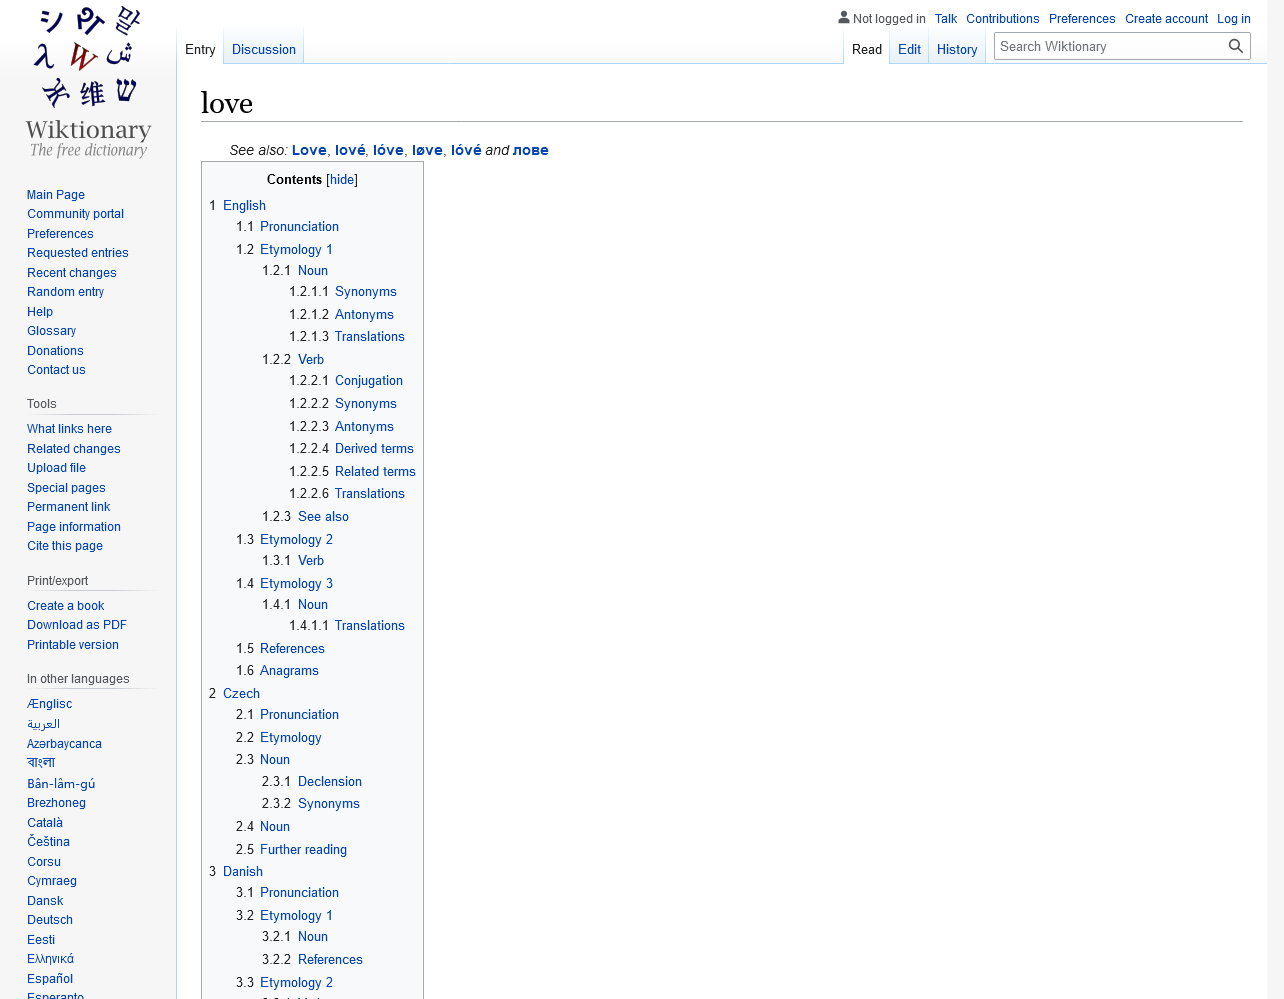 Not logged in Talk Contributions Preferences Create account Log in
Entry Discussion Read Edit History Search Wiktionary
Wiktionary
The free dictionary
Main Page
Community portal
Preferences
Requested entries
Recent changes
Random entry
Help
Glossary
Donations
Contact us
Tools
What links here
Related changes
Upload file
Special pages
Permanent link
Page information
Cite this page
Print/export
Create a book
Download as PDF
Printable version
In other languages
Ænglisc
العربية
Azərbaycanca
বাংলা
Bân-lâm-gú
Brezhoneg
Català
Čeština
Corsu
Cymraeg
Dansk
Deutsch
Eesti
Ελληνικά
Español
Esperanto
love
See also: Love, lové, lóve, løve, lóvé and лове
Contents [hide]
1 English
1.1 Pronunciation
1.2 Etymology 1
1.2.1 Noun
1.2.1.1 Synonyms
1.2.1.2 Antonyms
1.2.1.3 Translations
1.2.2 Verb
1.2.2.1 Conjugation
1.2.2.2 Synonyms
1.2.2.3 Antonyms
1.2.2.4 Derived terms
1.2.2.5 Related terms
1.2.2.6 Translations
1.2.3 See also
1.3 Etymology 2
1.3.1 Verb
1.4 Etymology 3
1.4.1 Noun
1.4.1.1 Translations
1.5 References
1.6 Anagrams
2 Czech
2.1 Pronunciation
2.2 Etymology
2.3 Noun
2.3.1 Declension
2.3.2 Synonyms
2.4 Noun
2.5 Further reading
3 Danish
3.1 Pronunciation
3.2 Etymology 1
3.2.1 Noun
3.2.2 References
3.3 Etymology 2